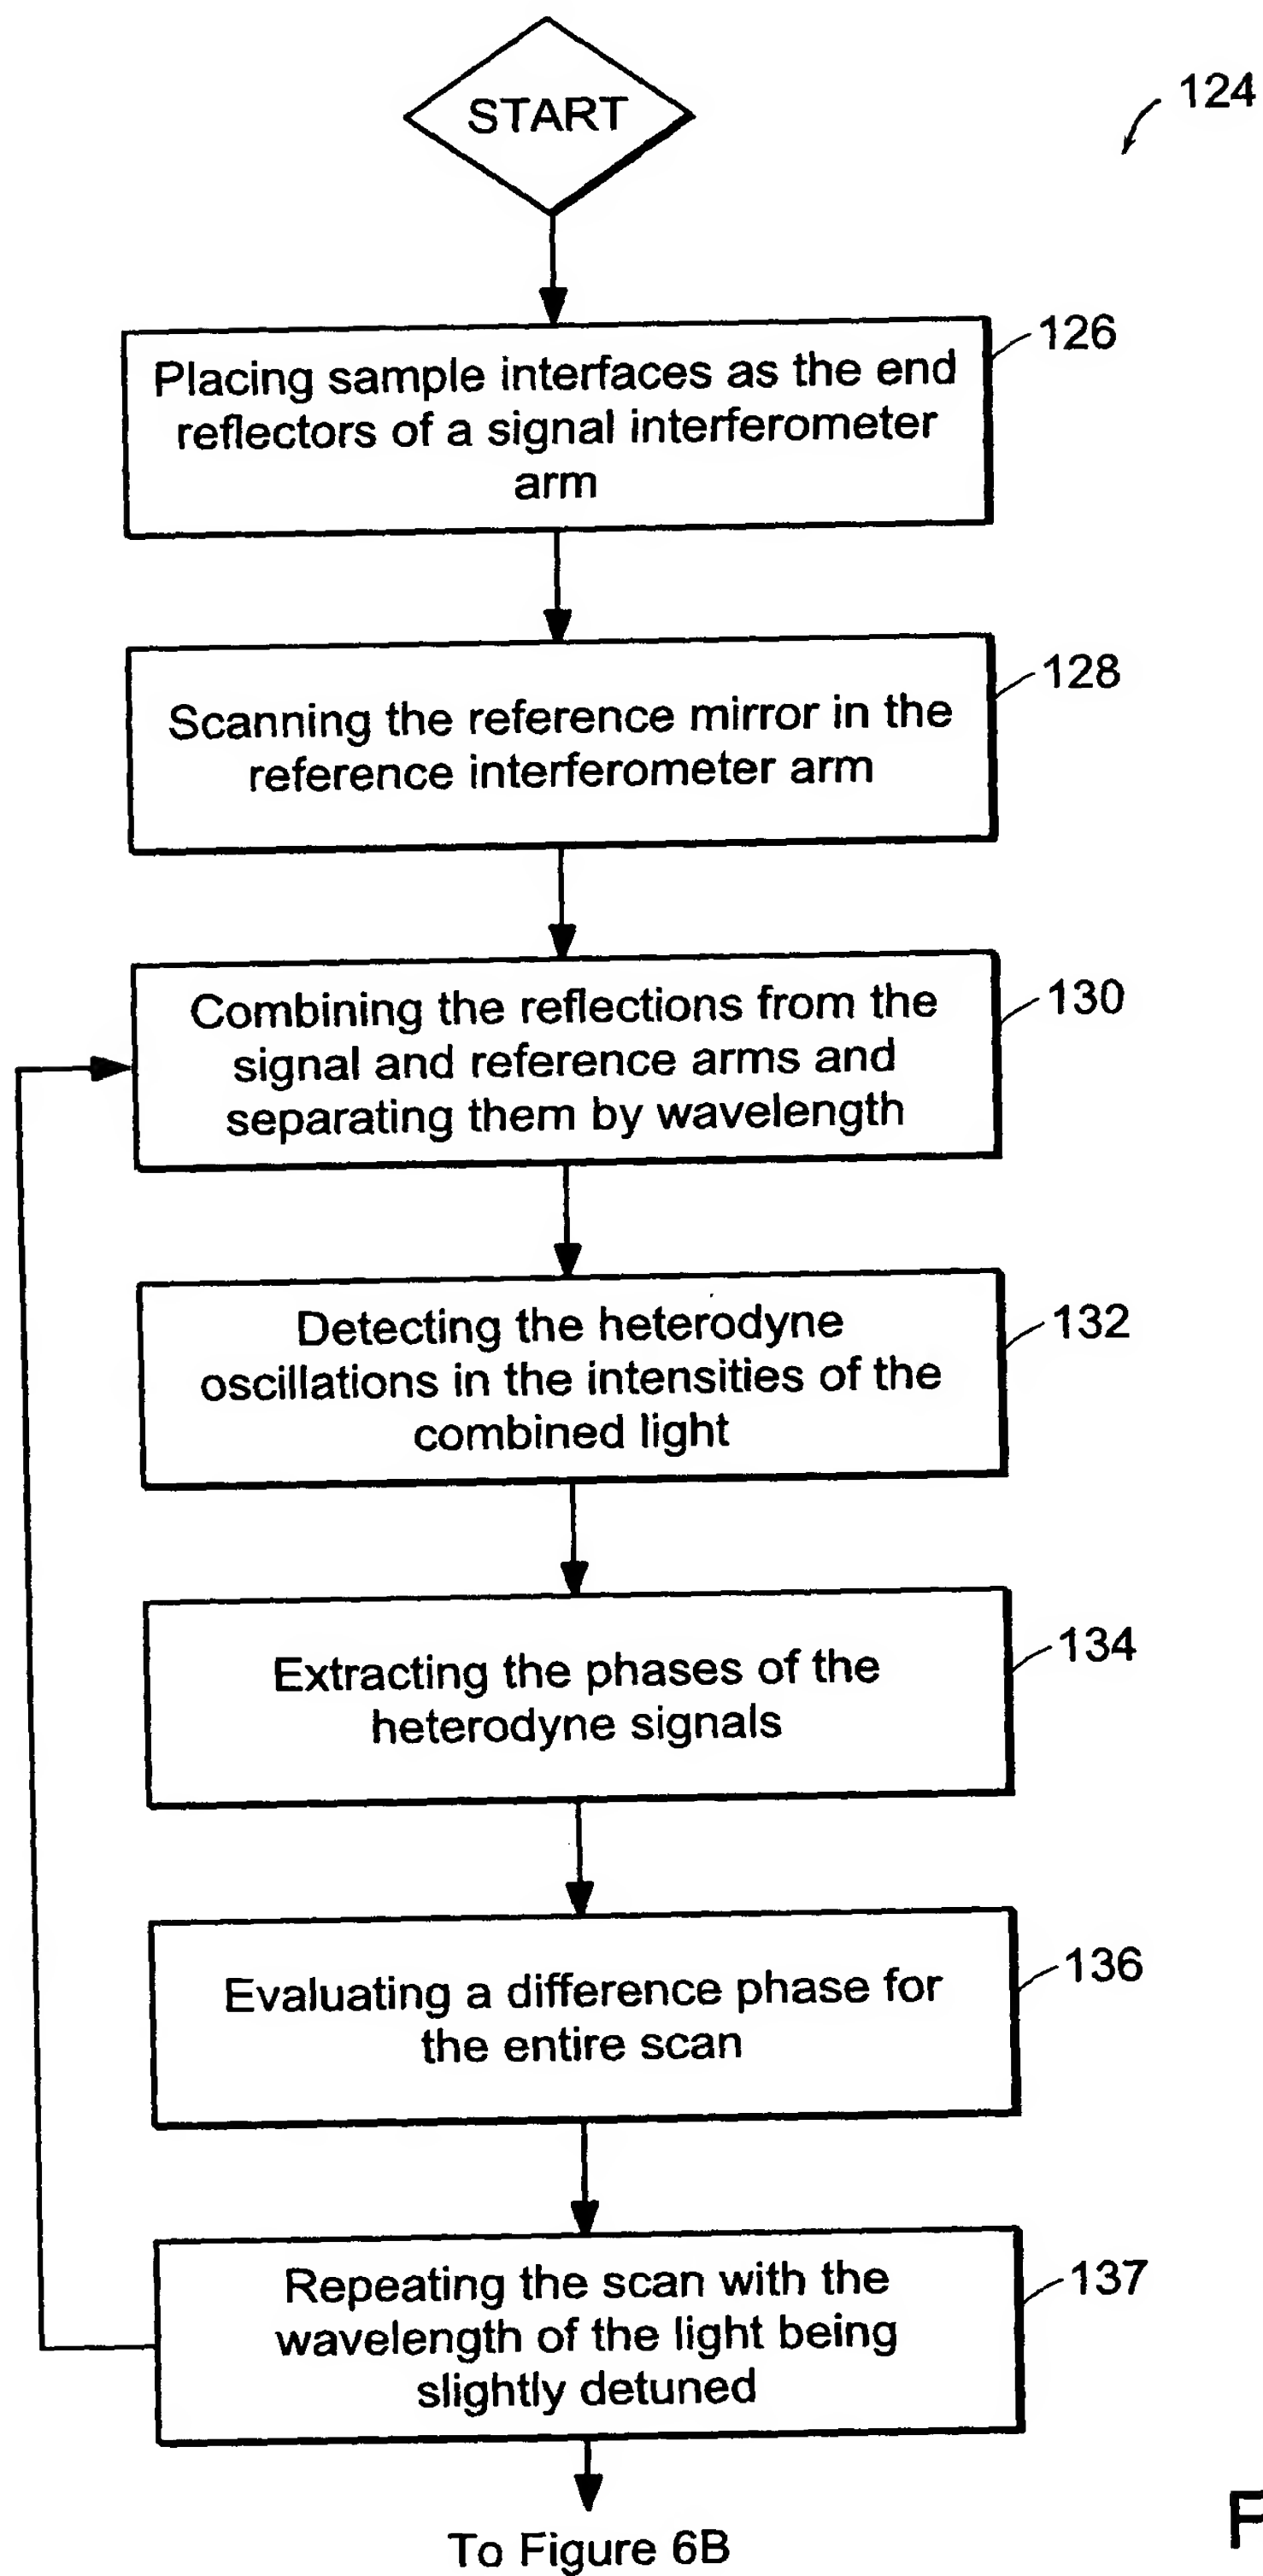 START
124
126
Placing sample interfaces as the end
reflectors of a signal interferometer
arm
128
Scanning the reference mirror in the
reference interferometer arm
130
Combining the reflections from the
signal and reference arms and
separating them by wavelength
132
Detecting the heterodyne
oscillations in the intensities of the
combined light
134
Extracting the phases of the
heterodyne signals
136
Evaluating a difference phase for
the entire scan
137
Repeating the scan with the
wavelength of the light being
slightly detuned
To Figure 6B
F